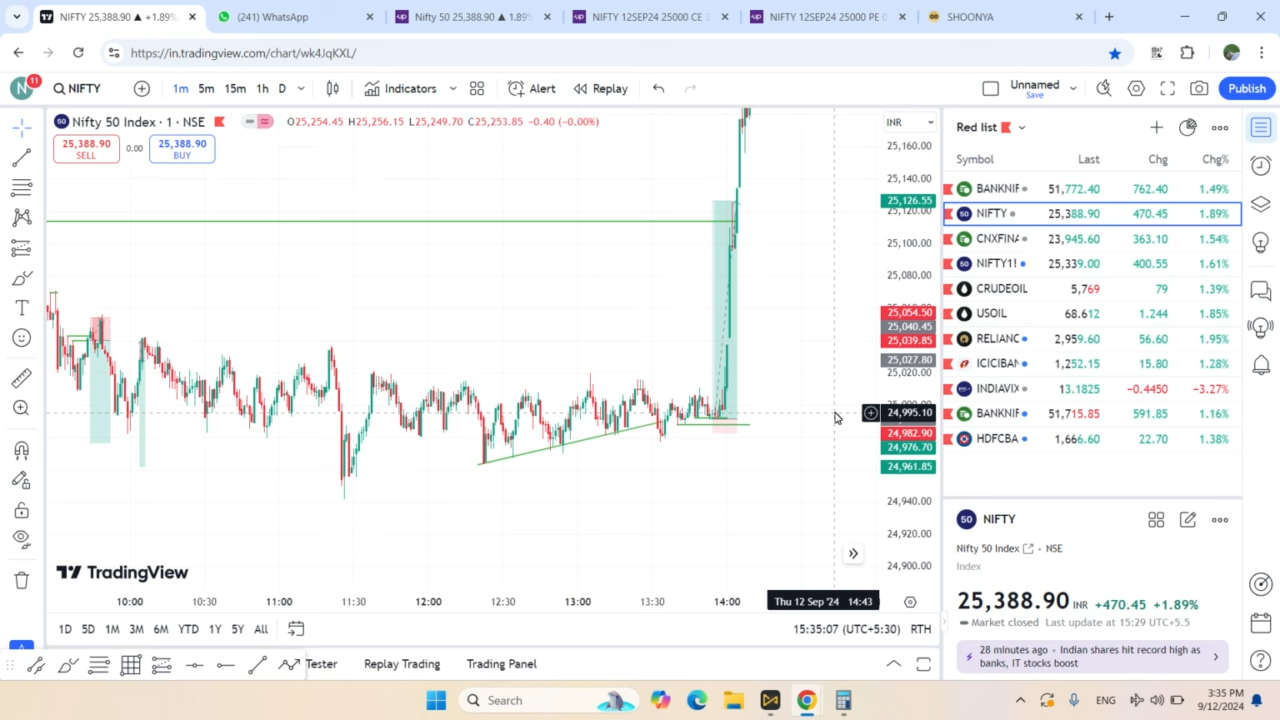 NIFTY 25,388.90 ▲ +1.89%
(241) WhatsApp
Nifty 50 25,388.90 ▲ 1.89%
NIFTY 12SEP24 25000 CE
NIFTY 12SEP24 25000 PE
SHOONYA
https://in.tradingview.com/chart/wk4JqKXL/
N 11
NIFTY
1m 5m 15m 1h D
Indicators
Alert
Replay
Unnamed
Save
Publish
Nifty 50 Index · 1 · NSE
O25,254.45 H25,256.15 L25,249.70 C25,253.85 −0.40 (−0.00%)
INR
25,388.90
SELL
0.00
25,388.90
BUY
25,160.00
25,140.00
25,126.55
25,120.00
25,100.00
25,080.00
25,054.50
25,040.45
25,039.85
25,027.80
25,020.00
24,995.10
24,982.90
24,976.70
24,961.85
24,940.00
24,920.00
24,900.00
TradingView
10:00 10:30 11:00 11:30 12:00 12:30 13:00 13:30 14:00
Thu 12 Sep '24 14:43
1D 5D 1M 3M 6M YTD 1Y 5Y All
15:35:07 (UTC+5:30) RTH
Tester
Replay Trading
Trading Panel
Red list
Symbol Last Chg Chg%
BANKNIF 51,772.40 762.40 1.49%
50 NIFTY 25,388.90 470.45 1.89%
CNXFINA 23,945.60 363.10 1.54%
50 NIFTY1! 25,339.00 400.55 1.61%
CRUDEOIL 5,769 79 1.39%
USOIL 68.612 1.244 1.85%
RELIANC 2,959.60 56.60 1.95%
ICICIBAN 1,252.15 15.80 1.28%
INDIAVIX 13.1825 −0.4450 −3.27%
BANKNIF 51,715.85 591.85 1.16%
HDFCBA 1,666.60 22.70 1.38%
50 NIFTY
Nifty 50 Index · NSE
Index
25,388.90 INR +470.45 +1.89%
Market closed Last update at 15:29 UTC+5.5
28 minutes ago · Indian shares hit record high as
banks, IT stocks boost
Search
ENG
3:35 PM
9/12/2024